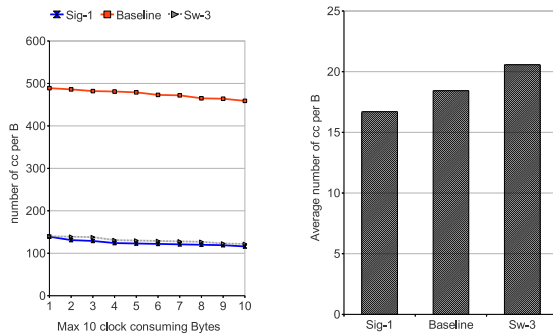 Sig-1 Baseline Sw-3
number of cc per B
600
500
400
300
200
100
0
1 2 3 4 5 6 7 8 9 10
Max 10 clock consuming Bytes
Average number of cc per B
25
20
15
10
5
0
Sig-1 Baseline Sw-3